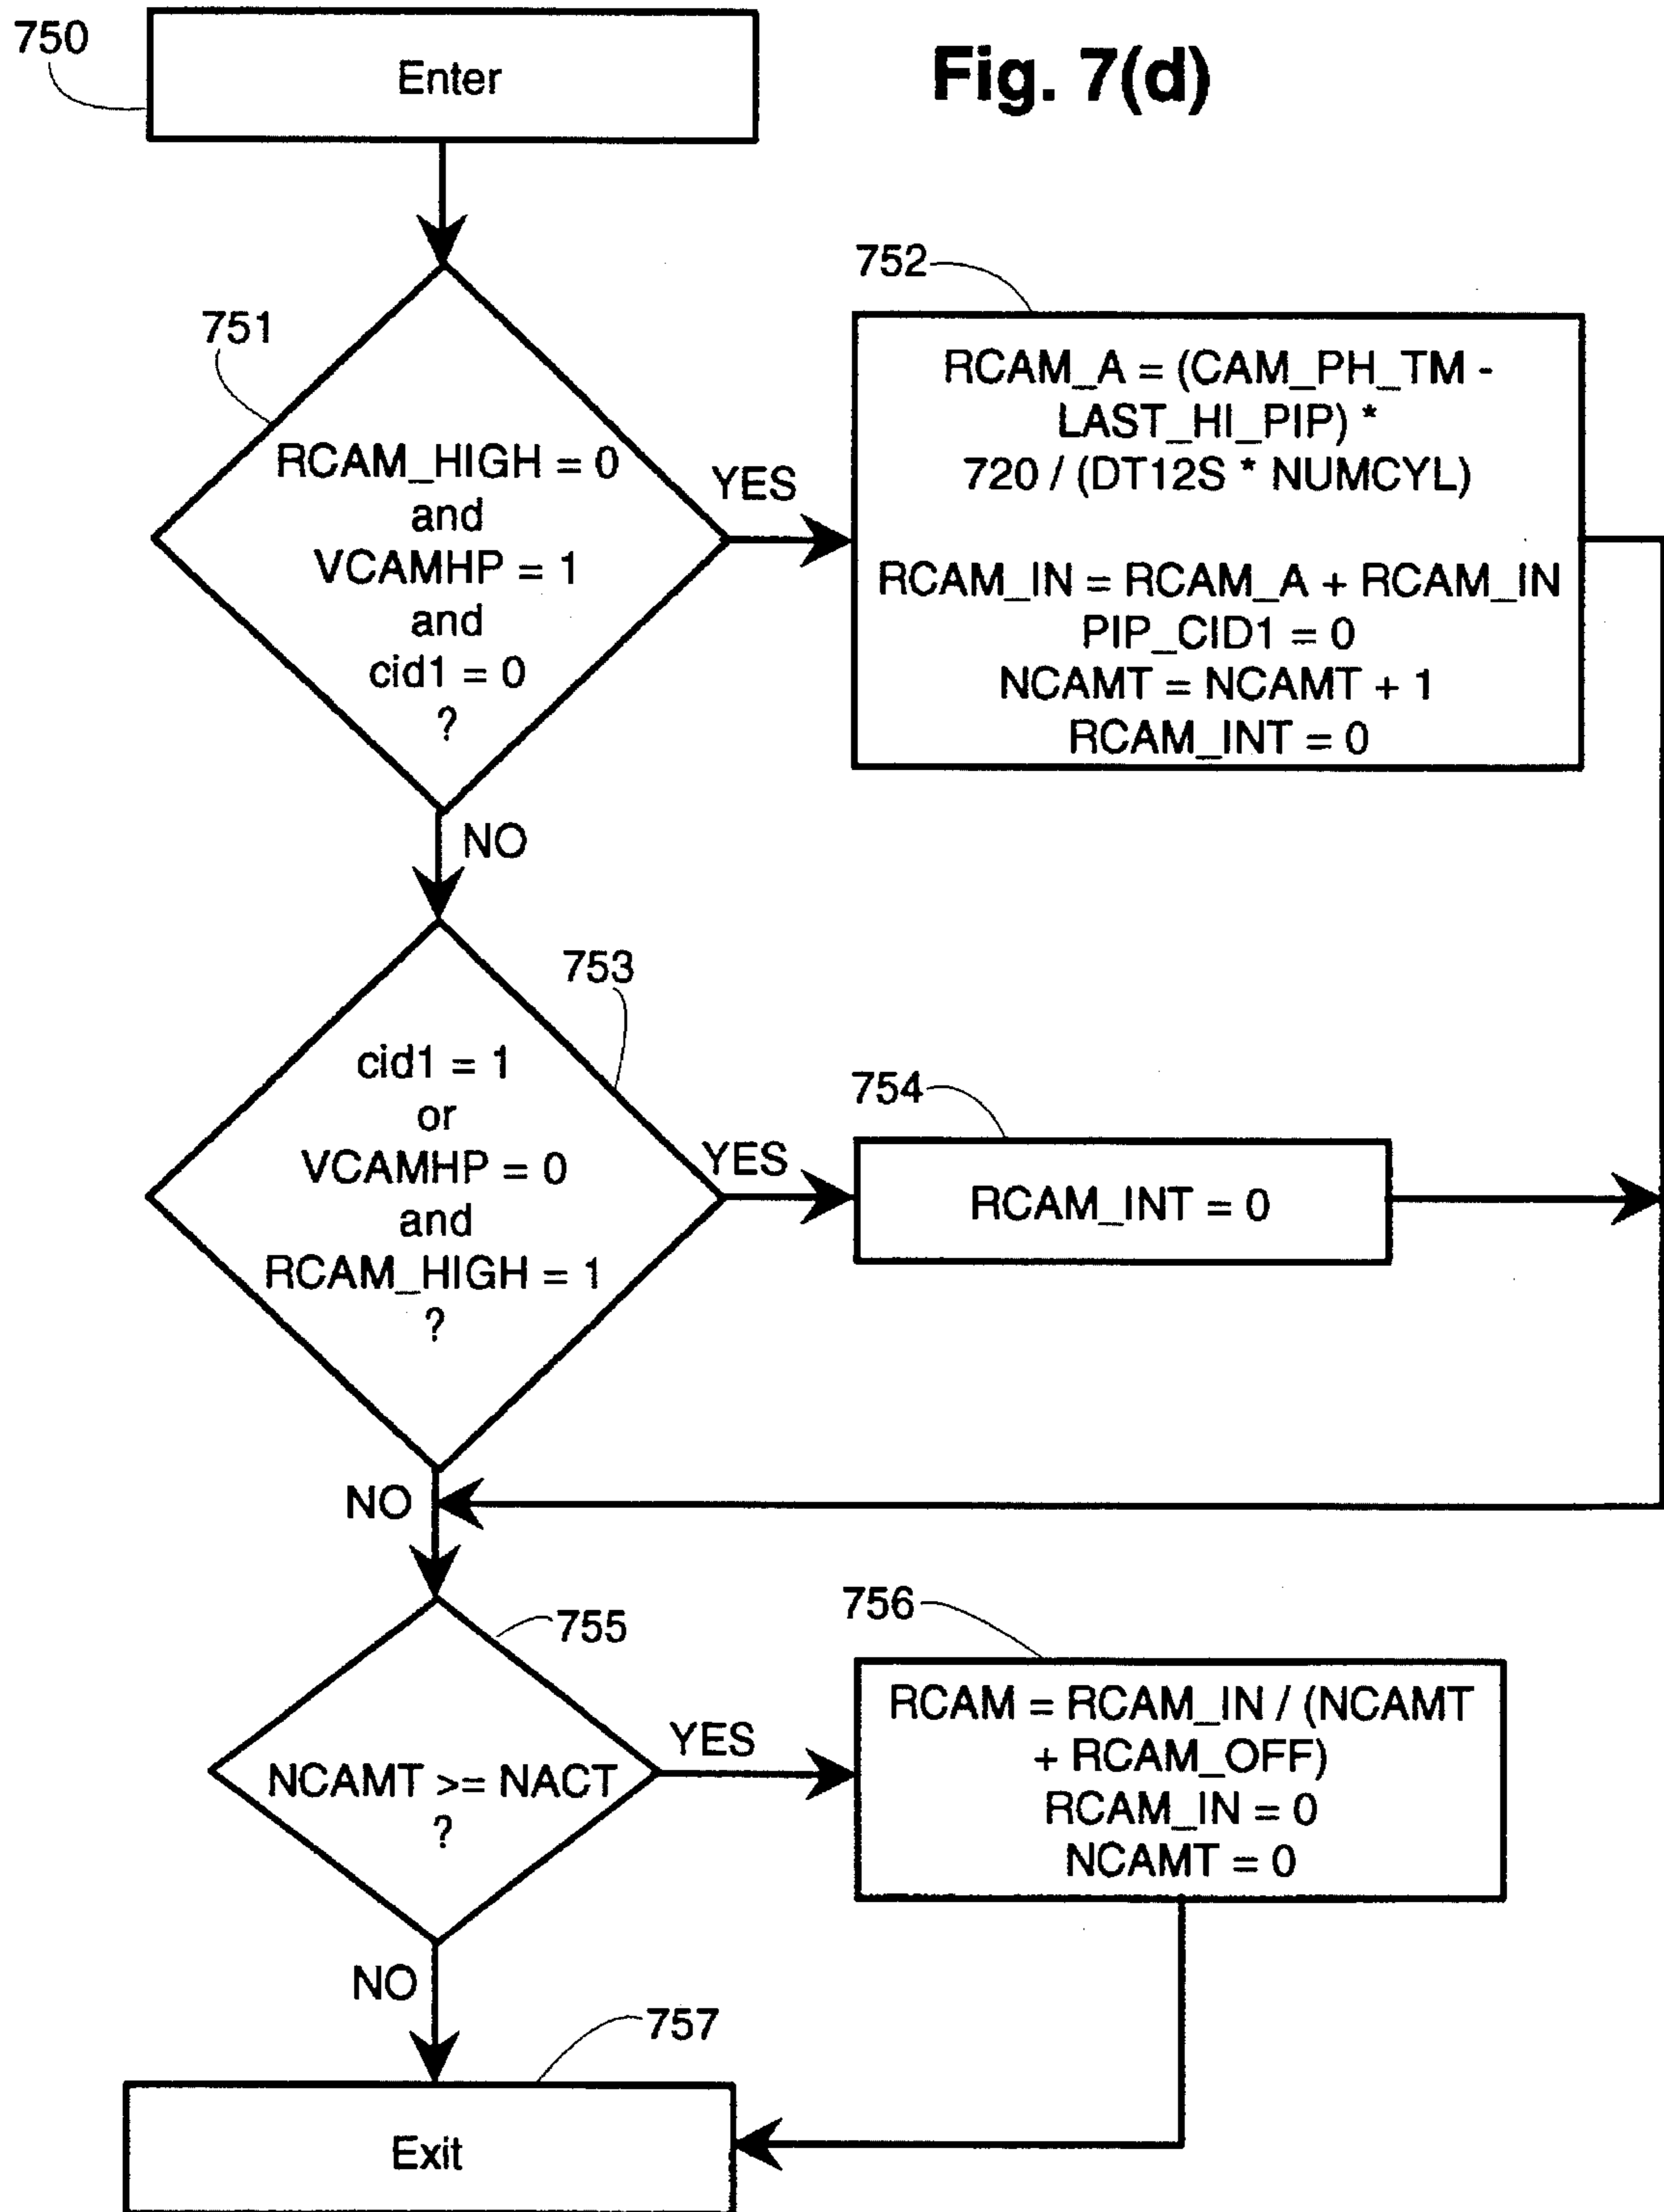 Fig. 7(d)
750
Enter
751
RCAM_HIGH = 0
and
VCAMHP = 1
and
cid1 = 0
?
YES
NO
752
RCAM_A = (CAM_PH_TM -
LAST_HI_PIP) *
720 / (DT12S * NUMCYL)
RCAM_IN = RCAM_A + RCAM_IN
PIP_CID1 = 0
NCAMT = NCAMT + 1
RCAM_INT = 0
753
cid1 = 1
or
VCAMHP = 0
and
RCAM_HIGH = 1
?
YES
NO
754
RCAM_INT = 0
755
NCAMT >= NACT
?
YES
NO
756
RCAM = RCAM_IN / (NCAMT
+ RCAM_OFF)
RCAM_IN = 0
NCAMT = 0
757
Exit